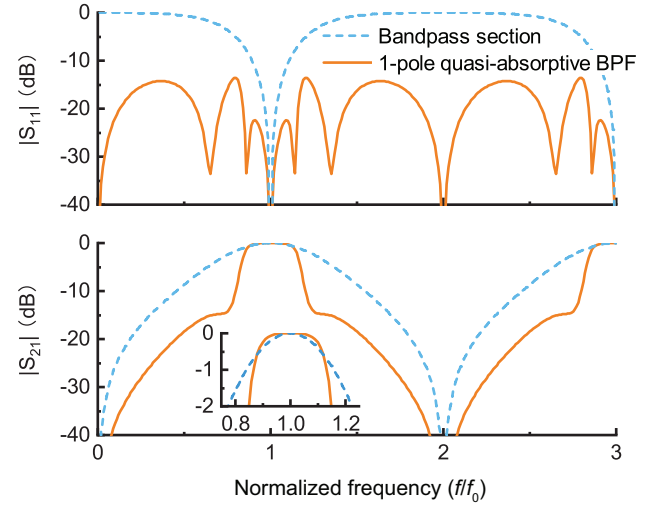 0
-10
-20
-30
-40
|S11| (dB)
Bandpass section
1-pole quasi-absorptive BPF
0
-10
-20
-30
-40
|S21| (dB)
0
-1
-2
0.8 1.0 1.2
0 1 2 3
Normalized frequency (f/f0)